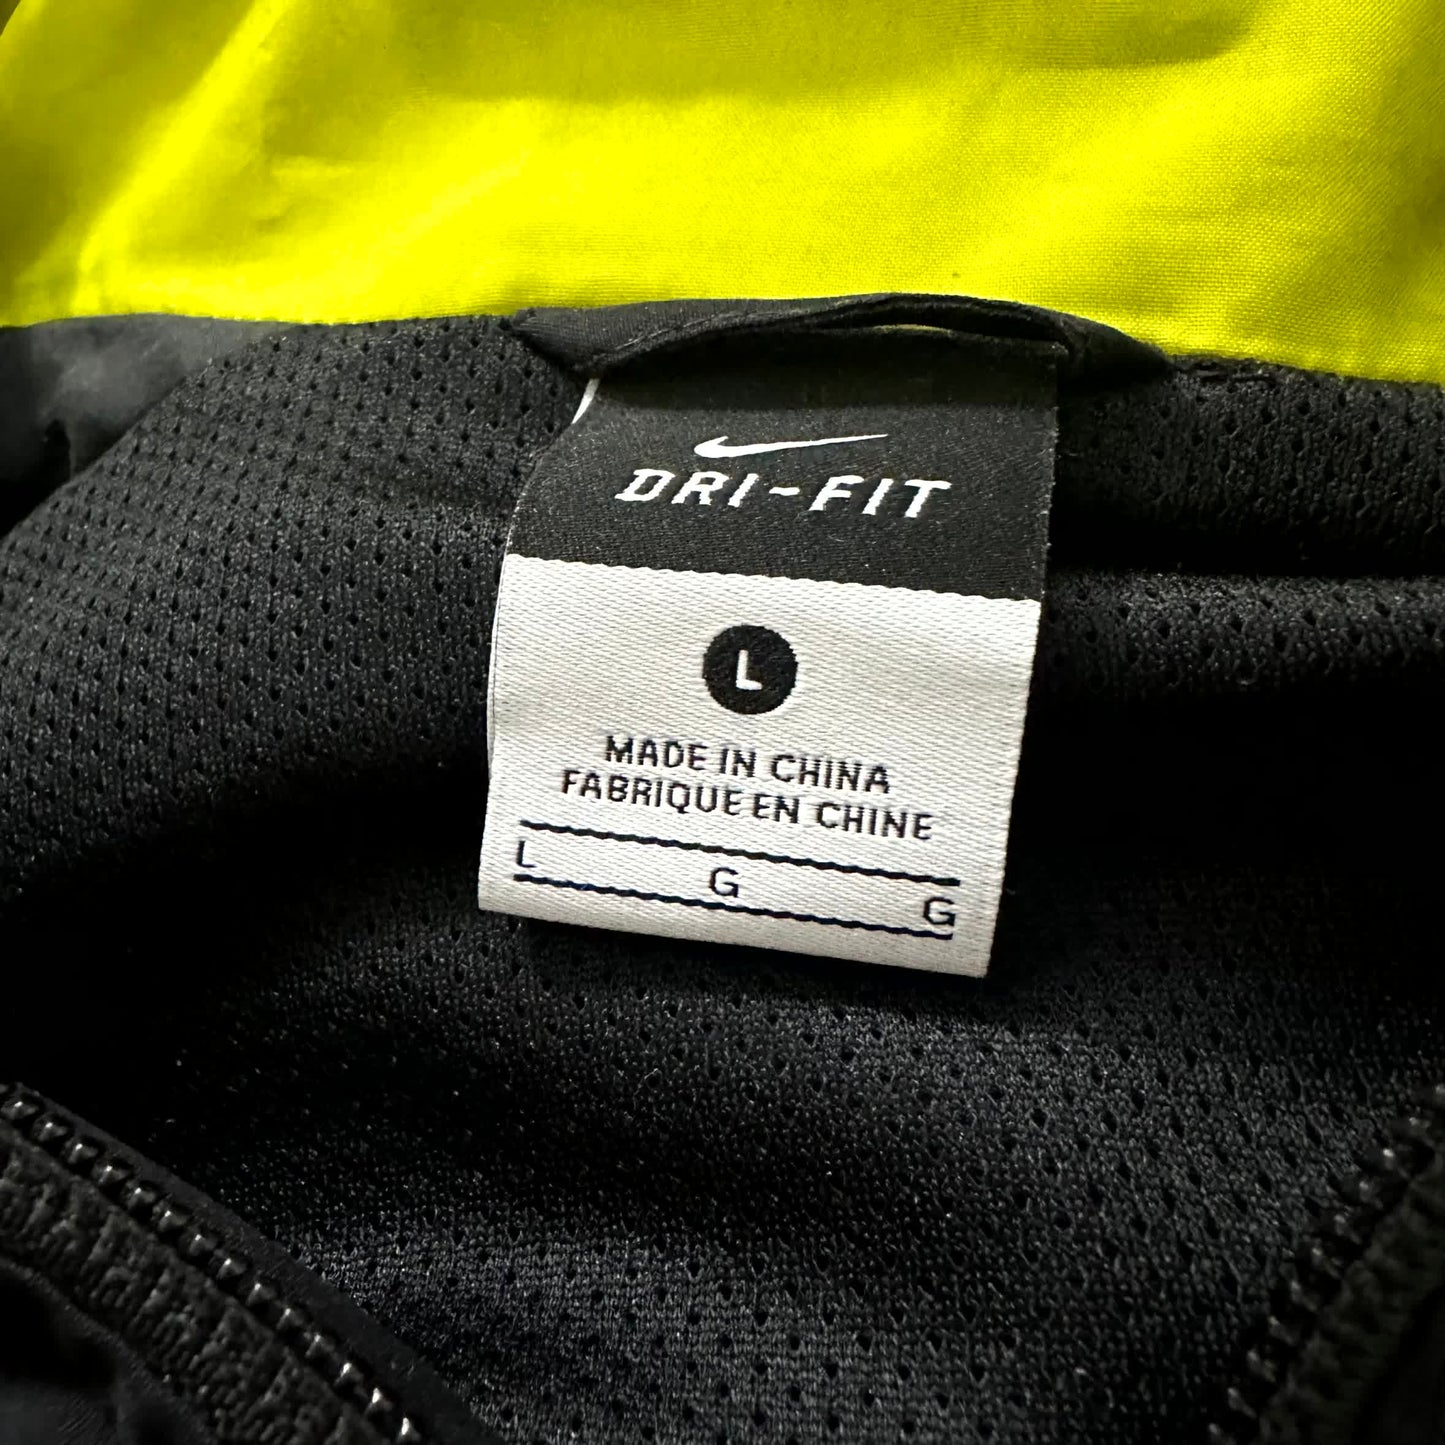 DRI-FIT
L
MADE IN CHINA
FABRIQUE EN CHINE
L G G